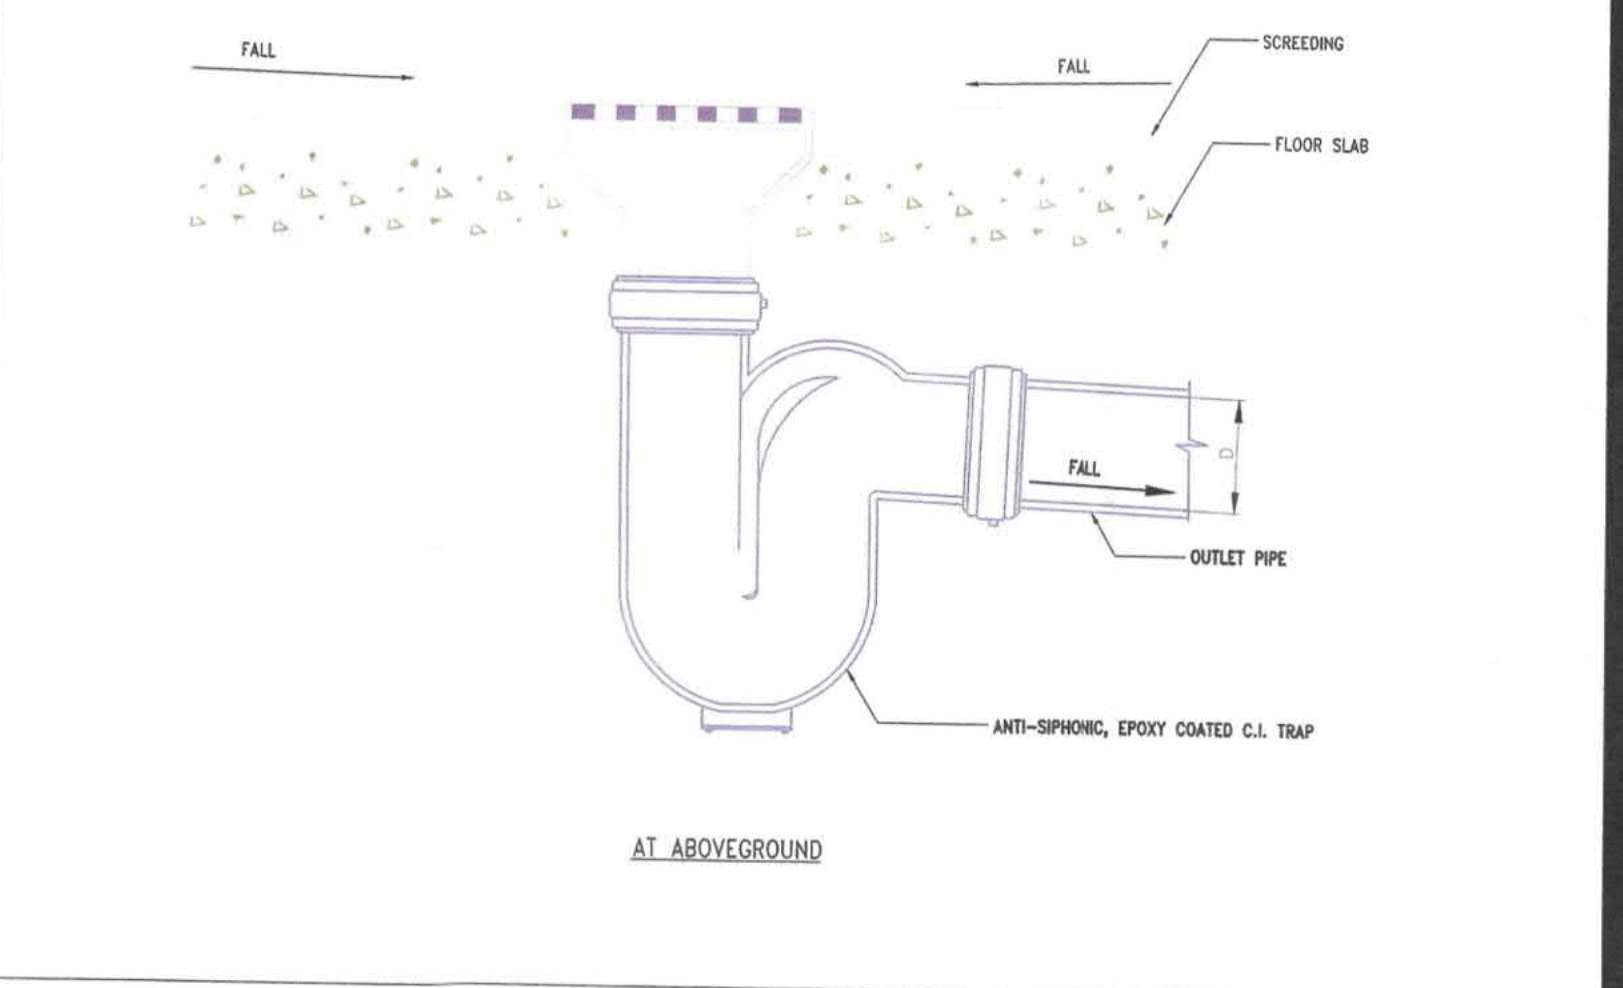 FALL
FALL
SCREEDING
FLOOR SLAB
FALL
D
OUTLET PIPE
ANTI-SIPHONIC, EPOXY COATED C.I. TRAP
AT ABOVEGROUND